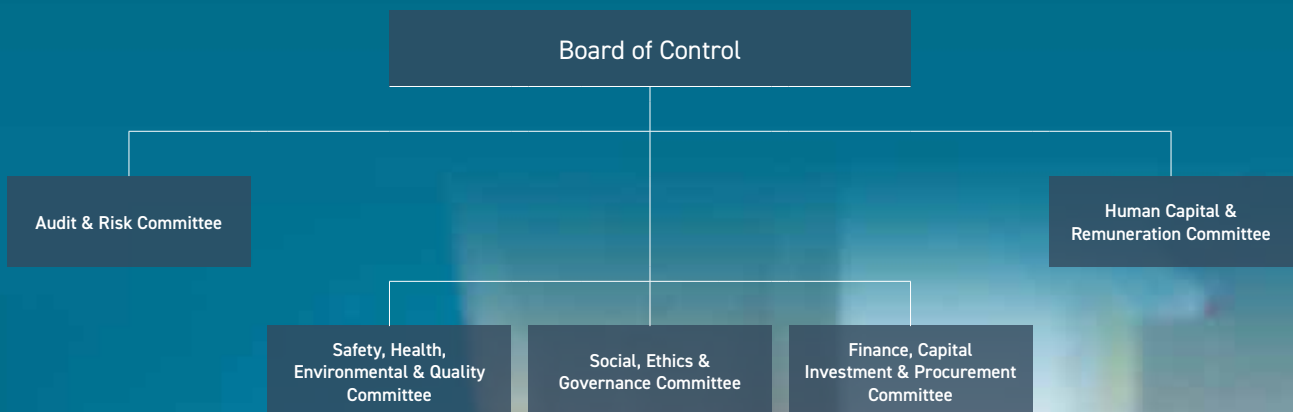 Board of Control
Audit & Risk Committee
Human Capital &
Remuneration Committee
Safety, Health,
Environmental & Quality
Committee
Social, Ethics &
Governance Committee
Finance, Capital
Investment & Procurement
Committee